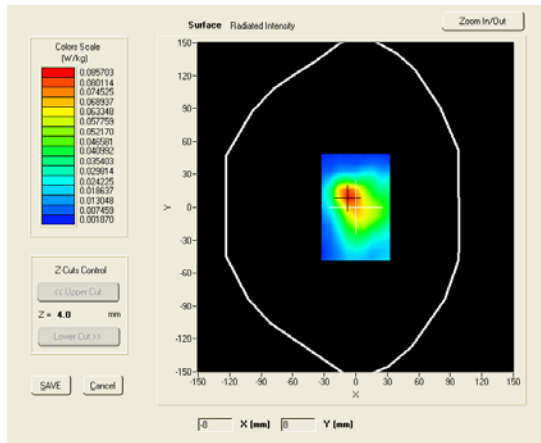 Surface Radiated Intensity
Zoom In/Out
Colors Scale
(W/kg)
0.085703
0.080114
0.074525
0.068937
0.063348
0.057759
0.052170
0.046581
0.040992
0.035403
0.029814
0.024225
0.018637
0.013048
0.007459
0.001870
150
120
90
60
30
0
-30
-60
-90
-120
-150
Y
-150 -120 -90 -60 -30 0 30 60 90 120 150
X
Z-Cuts Control
<< Upper Cut
Z = 4.0 mm
Lower Cut >>
SAVE Cancel
-8 X (mm) 8 Y (mm)